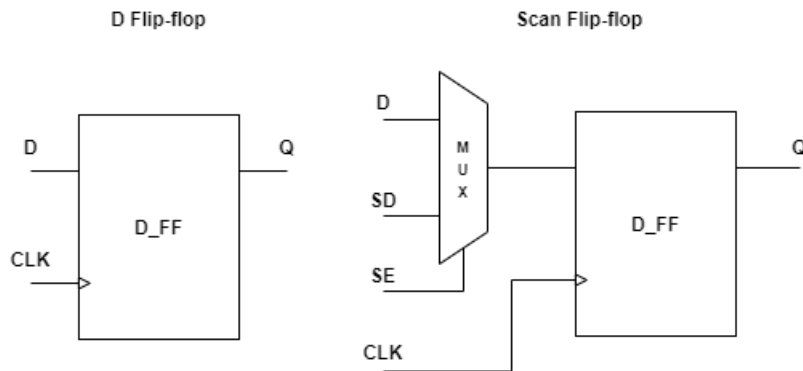 D Flip-flop
Scan Flip-flop
D
Q
D_FF
CLK
D
M
U
X
SD
SE
CLK
D_FF
Q